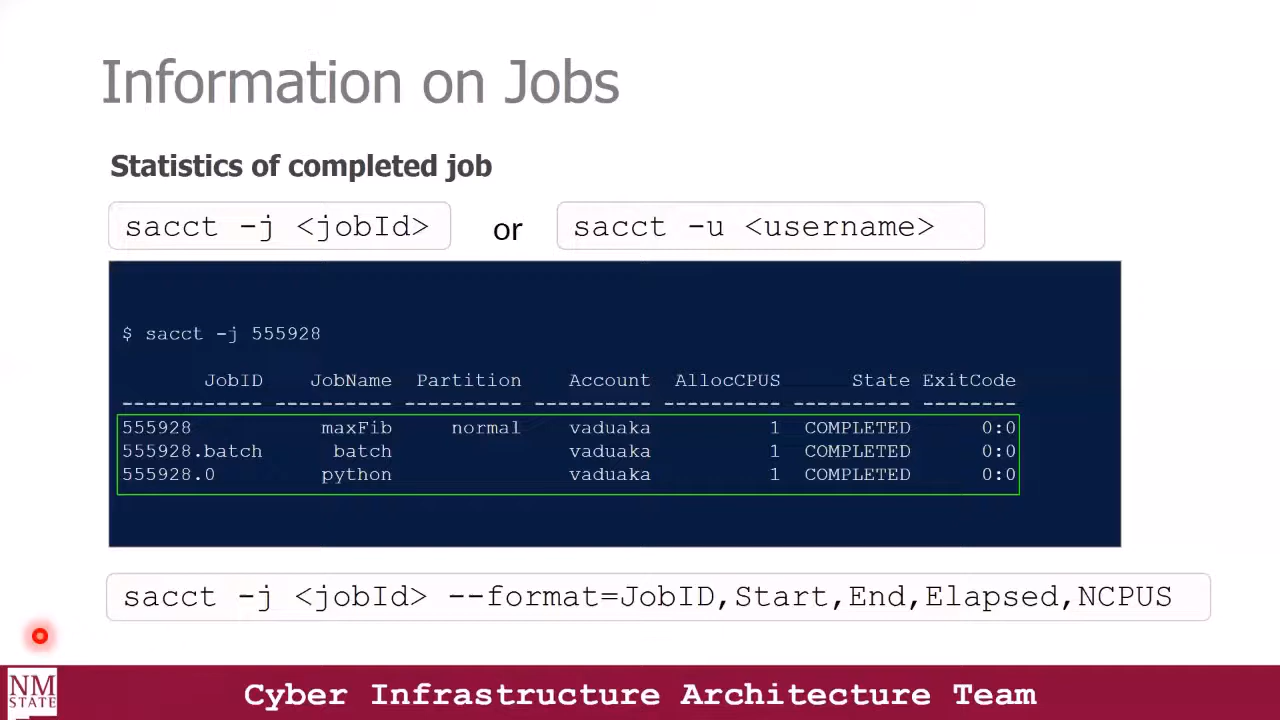 Information on Jobs
Statistics of completed job
sacct -j <jobId> or sacct -u <username>
$ sacct -j 555928
JobID JobName Partition Account AllocCPUS State ExitCode
------------ ---------- ---------- ---------- ---------- ---------- --------
555928 maxFib normal vaduaka 1 COMPLETED 0:0
555928.batch batch vaduaka 1 COMPLETED 0:0
555928.0 python vaduaka 1 COMPLETED 0:0
sacct -j <jobId> --format=JobID,Start,End,Elapsed,NCPUS
NM
STATE
Cyber Infrastructure Architecture Team